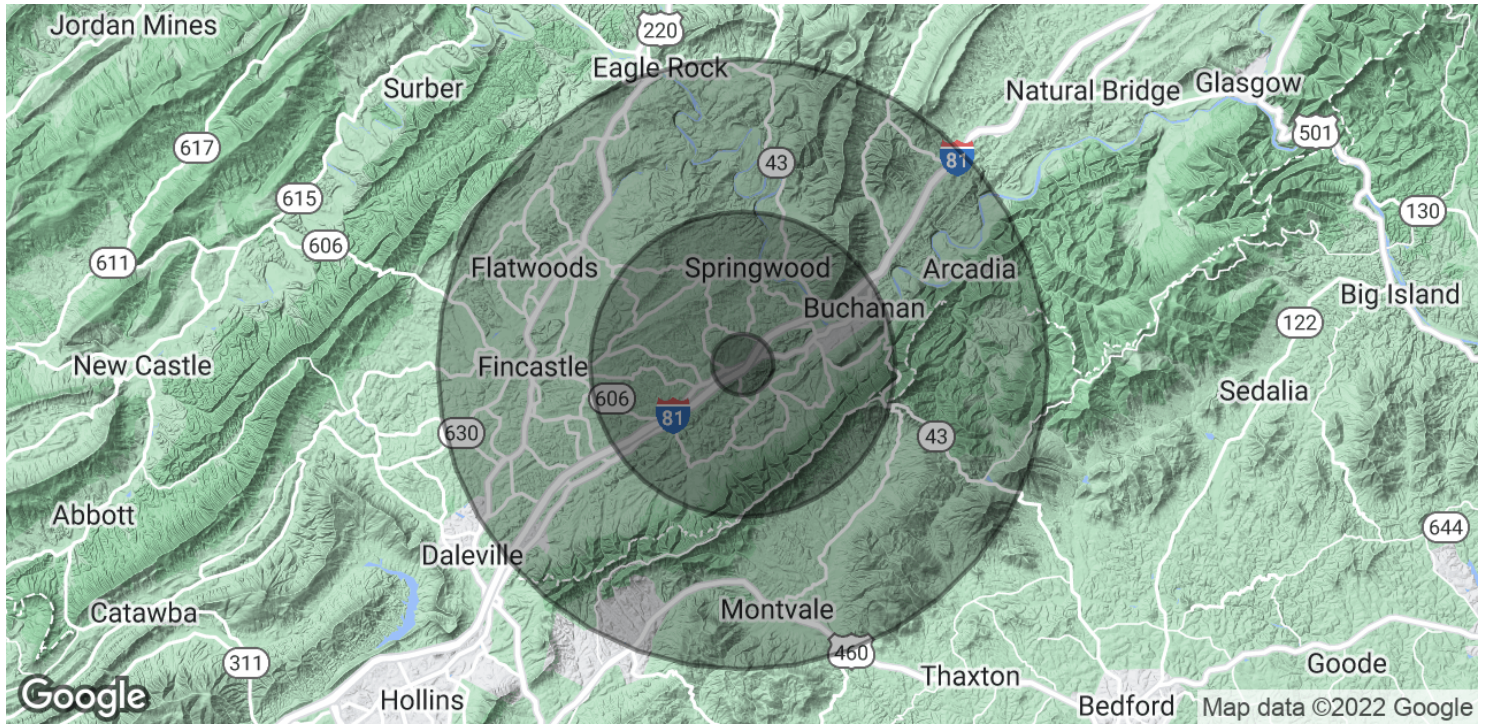 Jordan Mines
220
Eagle Rock
Surber
Natural Bridge
Glasgow
501
617
43
81
615
130
606
611
Flatwoods
Springwood
Arcadia
Buchanan
Big Island
122
New Castle
Fincastle
606
Sedalia
81
630
43
Abbott
644
Daleville
Catawba
Montvale
460
311
Thaxton
Goode
Hollins
Bedford
Google
Map data ©2022 Google